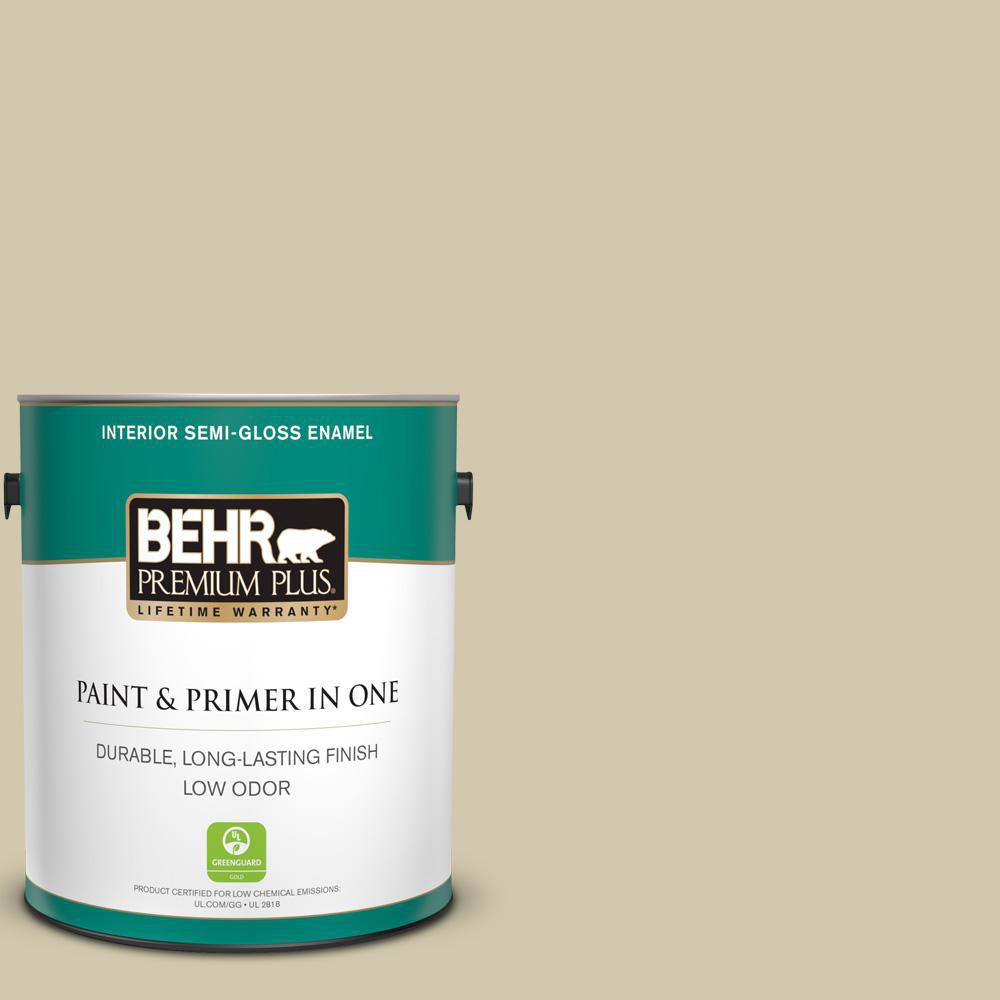 INTERIOR SEMI-GLOSS ENAMEL
BEHR
PREMIUM PLUS®
LIFETIME WARRANTY*
PAINT & PRIMER IN ONE
DURABLE, LONG-LASTING FINISH
LOW ODOR
UL
GREENGUARD
GOLD
PRODUCT CERTIFIED FOR LOW CHEMICAL EMISSIONS:
UL.COM/GG • UL 2818